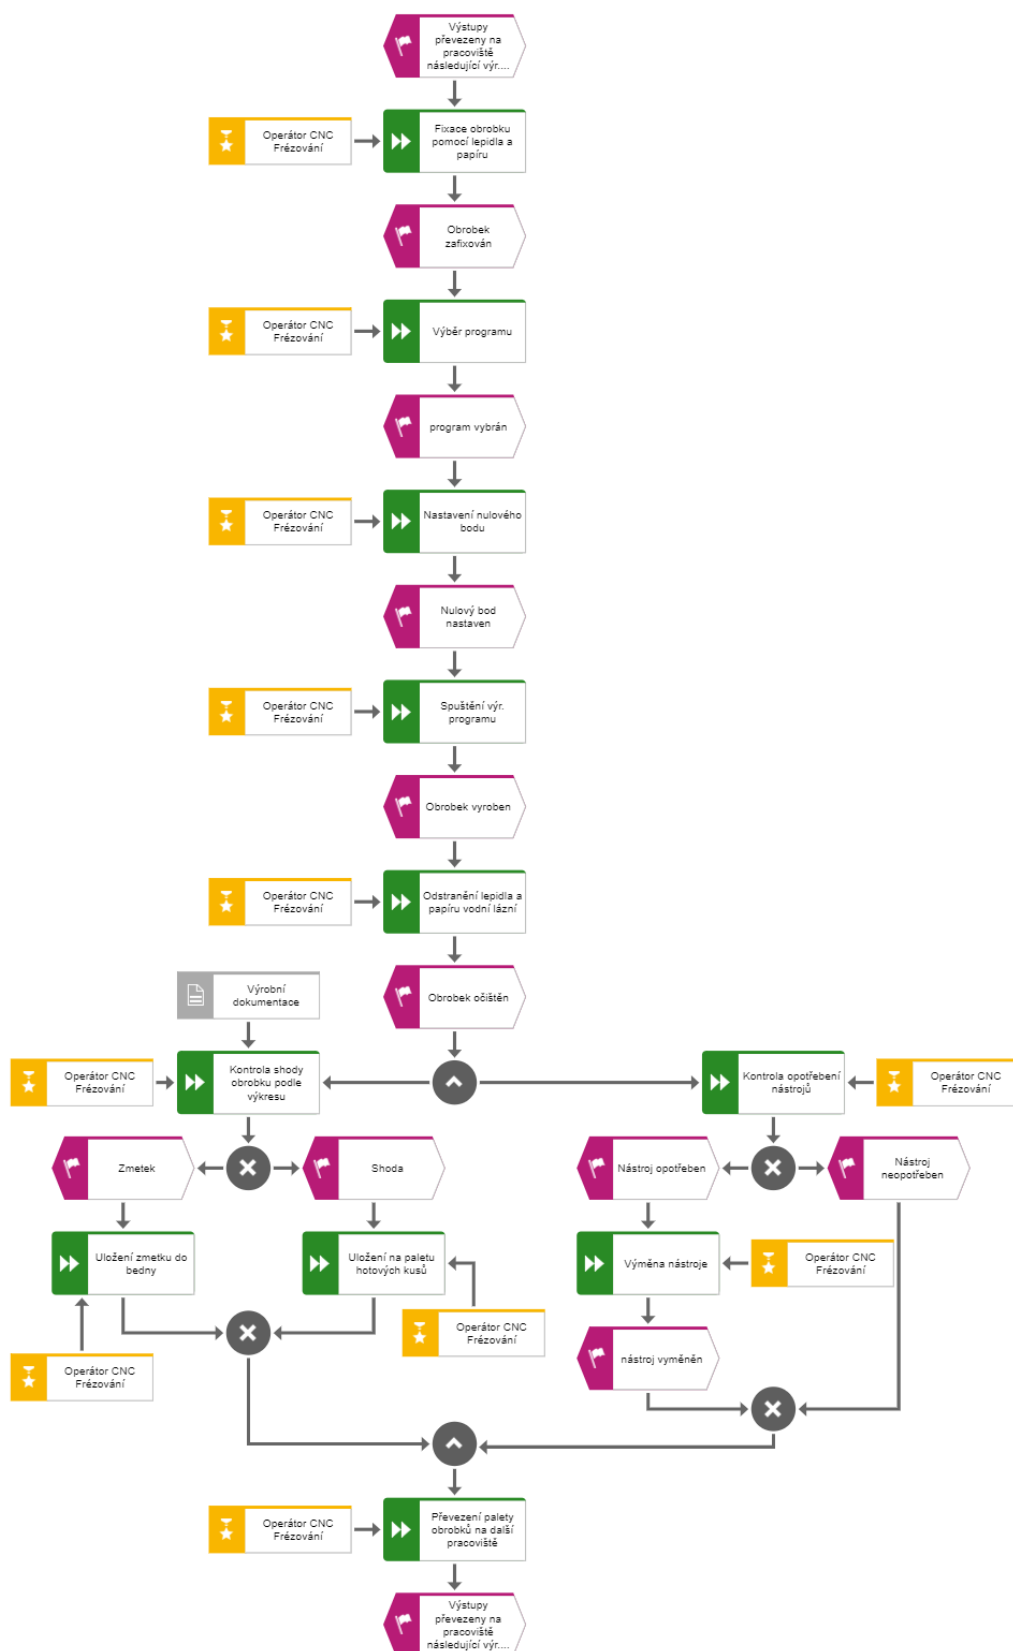 Výstupy
převezeny na
pracoviště
následující výr....
Operátor CNC
Frézování
Fixace obrobku
pomocí lepidla a
papíru
Obrobek
zafixován
Operátor CNC
Frézování
Výběr programu
program vybrán
Operátor CNC
Frézování
Nastavení nulového
bodu
Nulový bod
nastaven
Operátor CNC
Frézování
Spuštění výr.
programu
Obrobek vyroben
Operátor CNC
Frézování
Odstranění lepidla a
papíru vodní lázní
Výrobní
dokumentace
Obrobek očištěn
Operátor CNC
Frézování
Kontrola shody
obrobku podle
výkresu
Kontrola opotřebení
nástrojů
Operátor CNC
Frézování
Zmetek
Shoda
Nástroj opotřeben
Nástroj
neopotřeben
Uložení zmetku do
bedny
Uložení na paletu
hotových kusů
Výměna nástroje
Operátor CNC
Frézování
Operátor CNC
Frézování
Operátor CNC
Frézování
nástroj vyměněn
Operátor CNC
Frézování
Převezení palety
obrobků na další
pracoviště
Výstupy
převezeny na
pracoviště
následující výr....